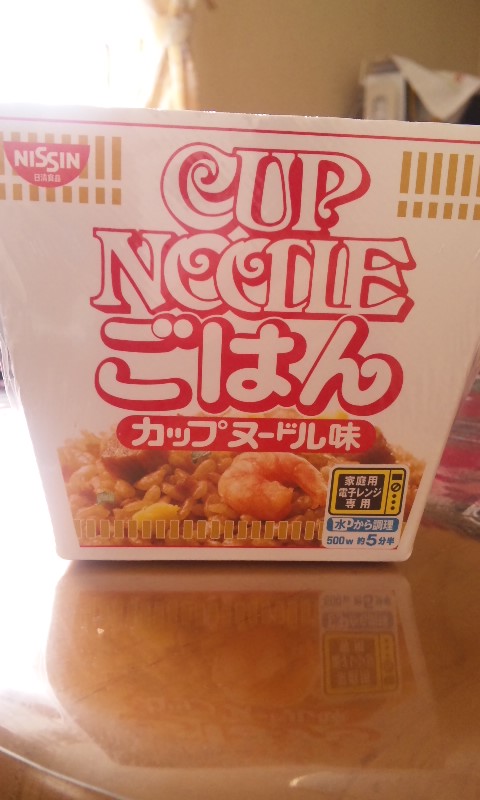 NISSIN
日清食品
CUP
NOODLE
ごはん
カップヌードル味
家庭用
電子レンジ
専用
水から調理
500W 約5分半